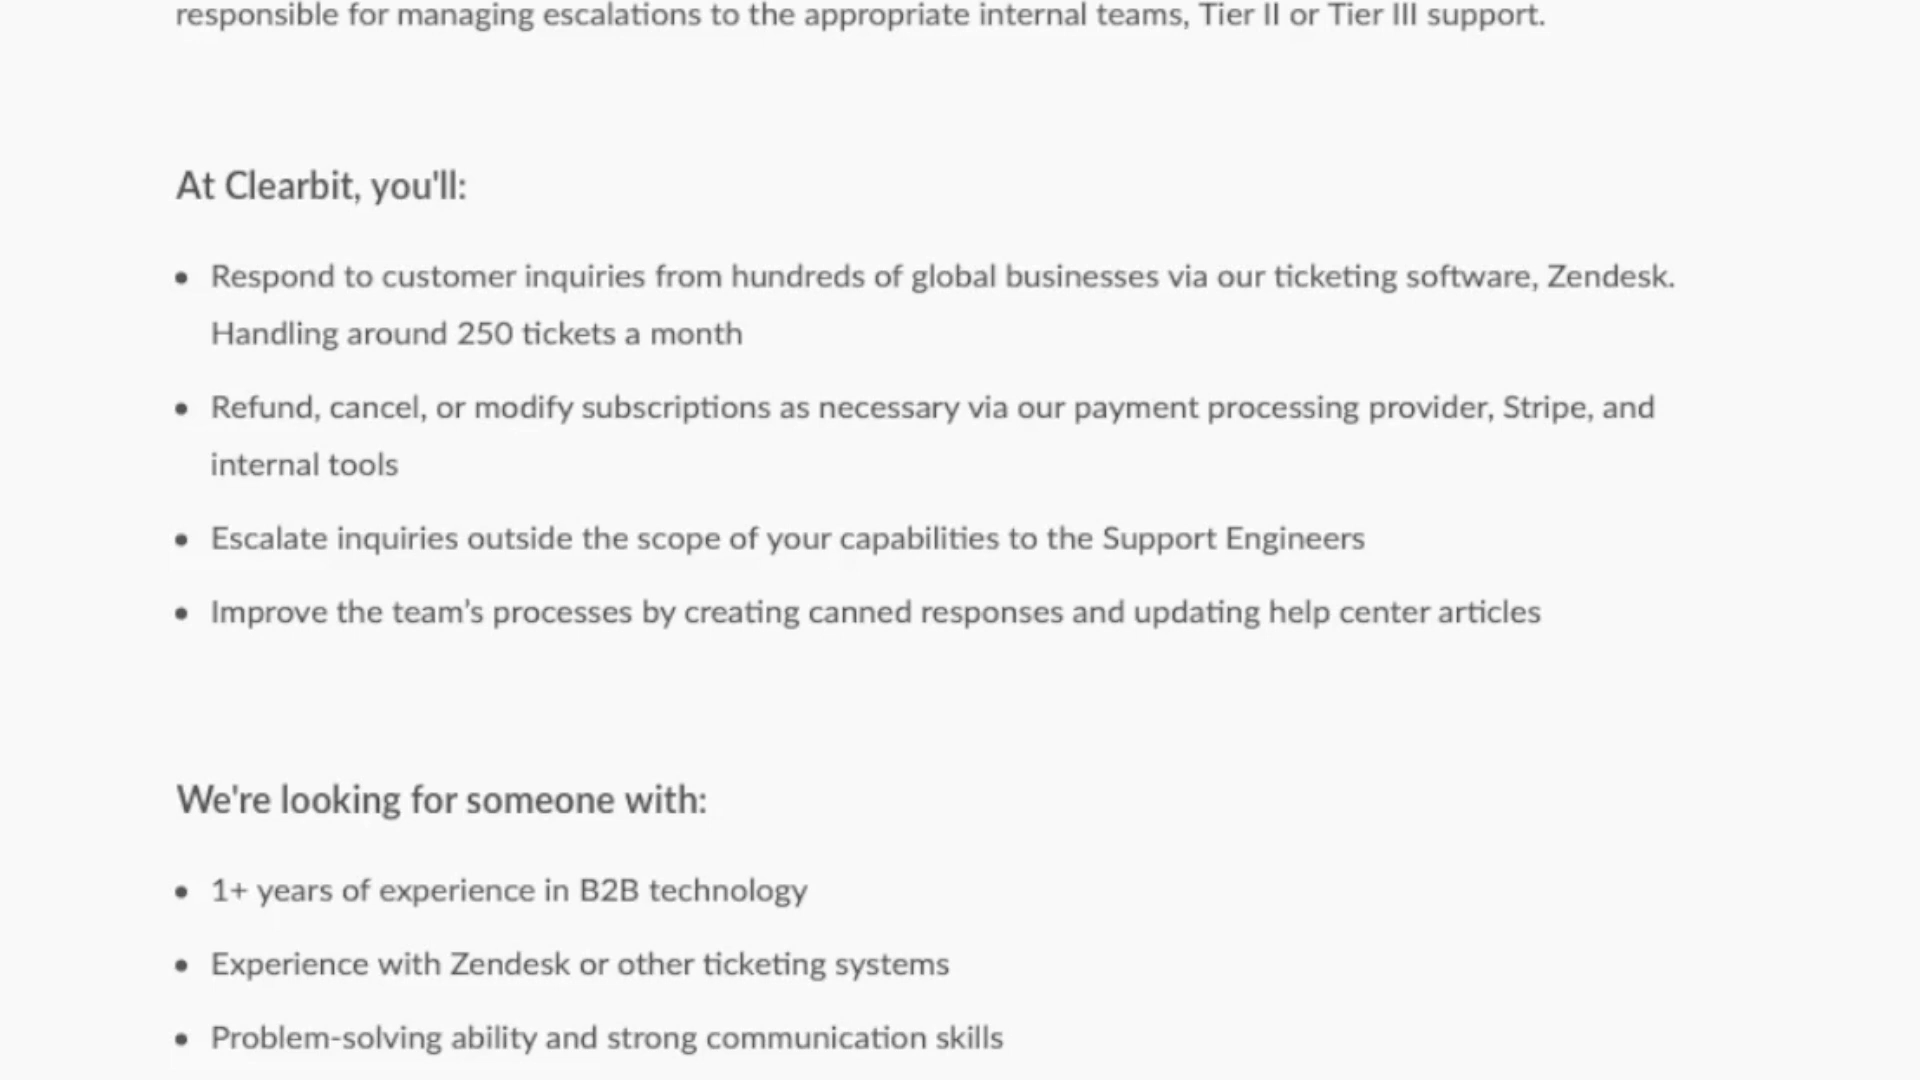 responsible for managing escalations to the appropriate internal teams, Tier II or Tier III support.
At Clearbit, you'll:
• Respond to customer inquiries from hundreds of global businesses via our ticketing software, Zendesk.
Handling around 250 tickets a month
• Refund, cancel, or modify subscriptions as necessary via our payment processing provider, Stripe, and
internal tools
• Escalate inquiries outside the scope of your capabilities to the Support Engineers
• Improve the team’s processes by creating canned responses and updating help center articles
We're looking for someone with:
• 1+ years of experience in B2B technology
• Experience with Zendesk or other ticketing systems
• Problem-solving ability and strong communication skills